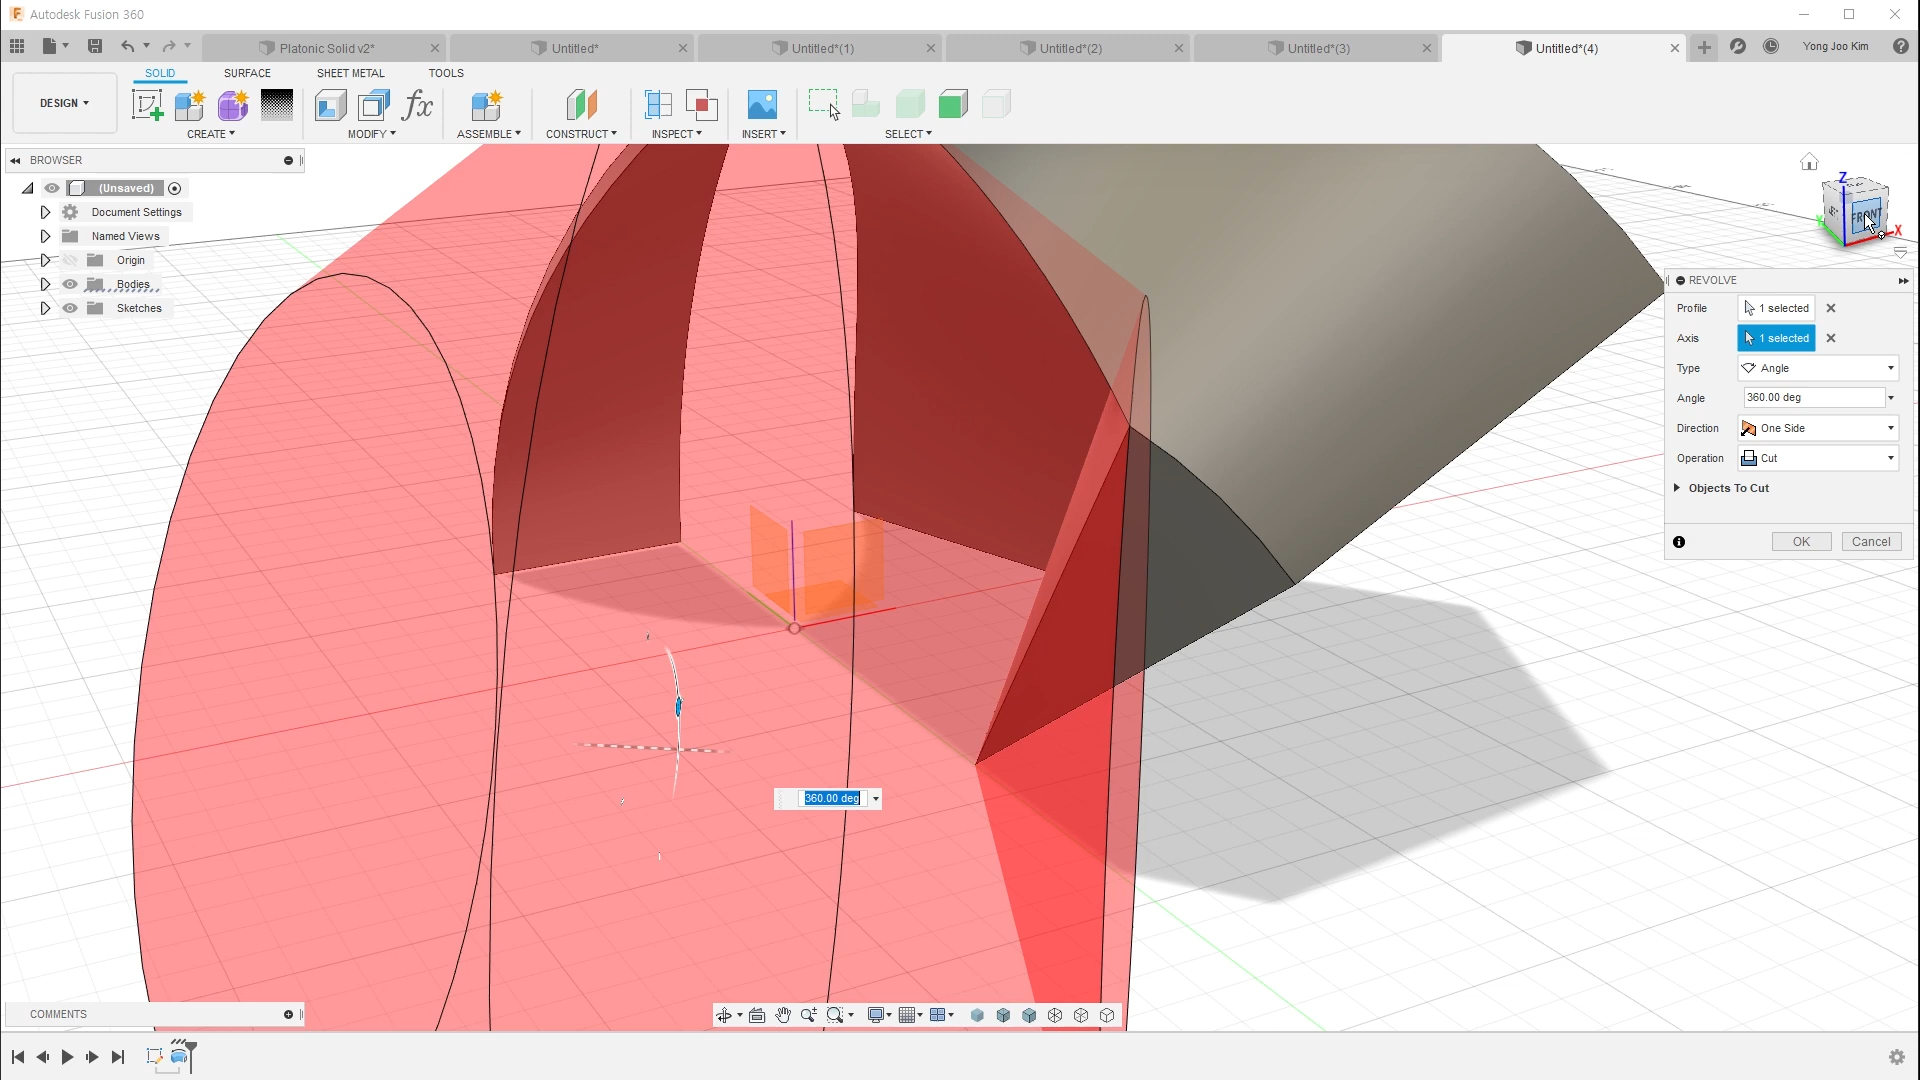 Autodesk Fusion 360
Platonic Solid v2*
Untitled*
Untitled*(1)
Untitled*(2)
Untitled*(3)
Untitled*(4)
Yong Joo Kim
SOLID
SURFACE
SHEET METAL
TOOLS
DESIGN
CREATE
MODIFY
ASSEMBLE
CONSTRUCT
INSPECT
INSERT
SELECT
BROWSER
(Unsaved)
Document Settings
Named Views
Origin
Bodies
Sketches
Z
FRONT
X
REVOLVE
Profile 1 selected
Axis 1 selected
Type Angle
Angle 360.00 deg
Direction One Side
Operation Cut
Objects To Cut
OK Cancel
360.00 deg
COMMENTS